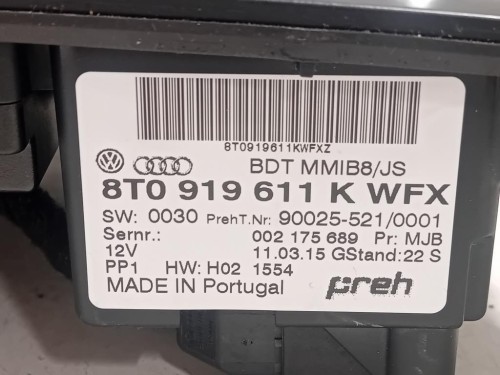 8T0919611KWFXZ
BDT MMIB8/JS
8T0 919 611 K WFX
SW: 0030 PrehT.Nr: 90025-521/0001
Sernr.: 002 175 689 Pr: MJB
12V 11.03.15 GStand: 22 S
PP1 HW: H02 1554
MADE IN Portugal preh